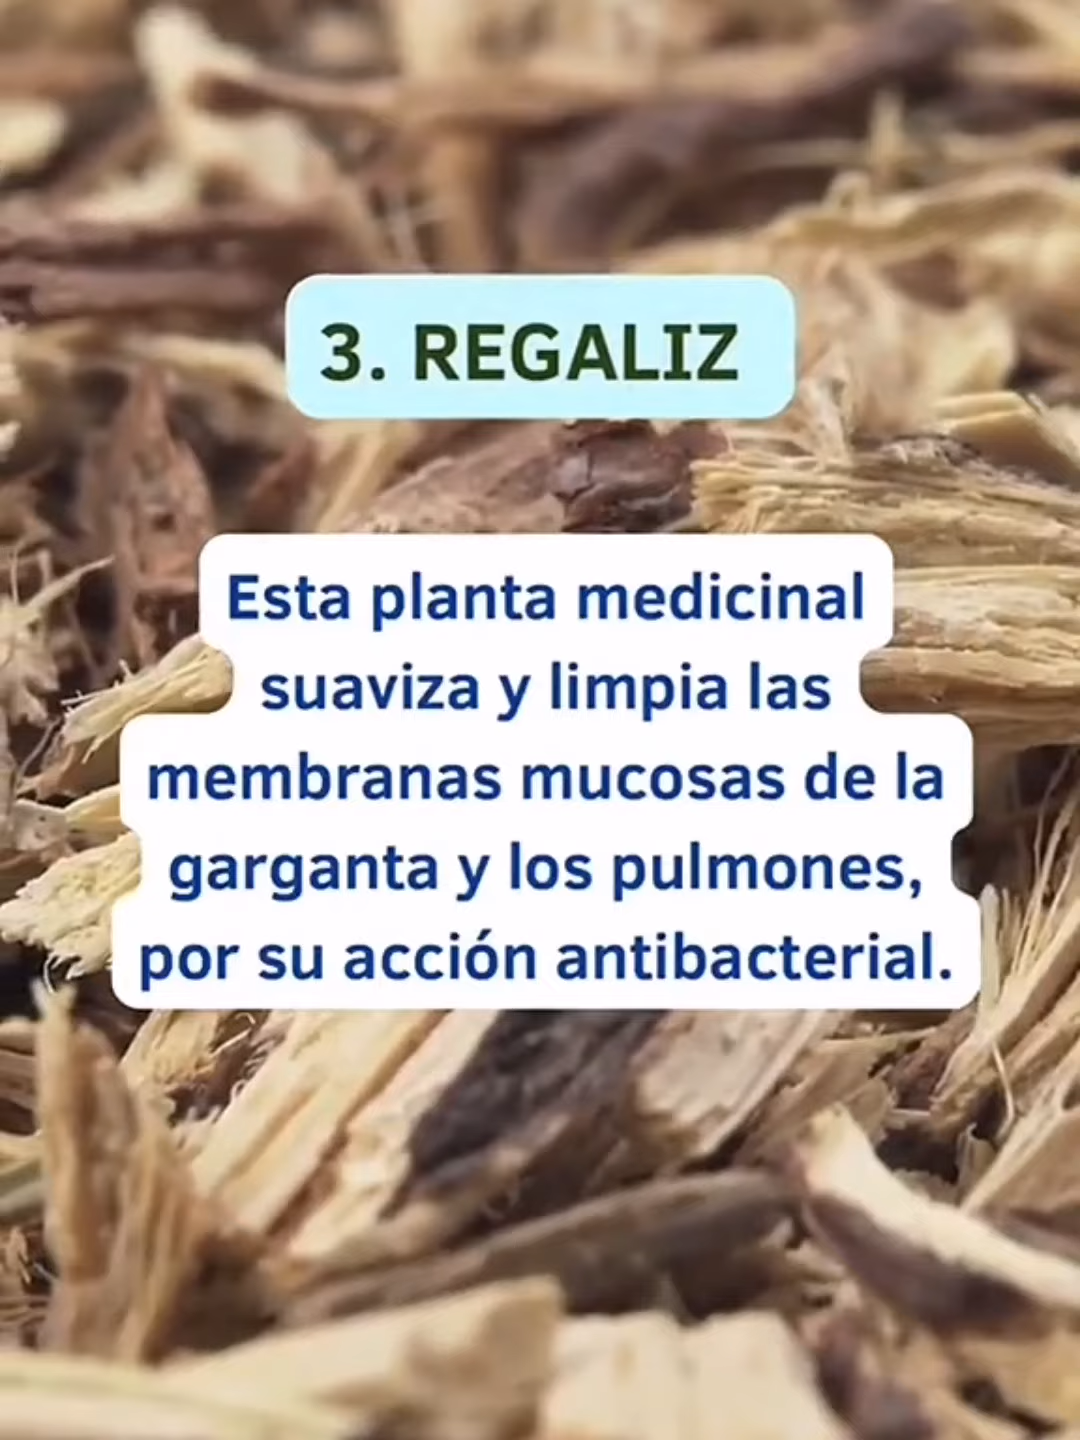 3. REGALIZ
Esta planta medicinal
suaviza y limpia las
membranas mucosas de la
garganta y los pulmones,
por su acción antibacterial.